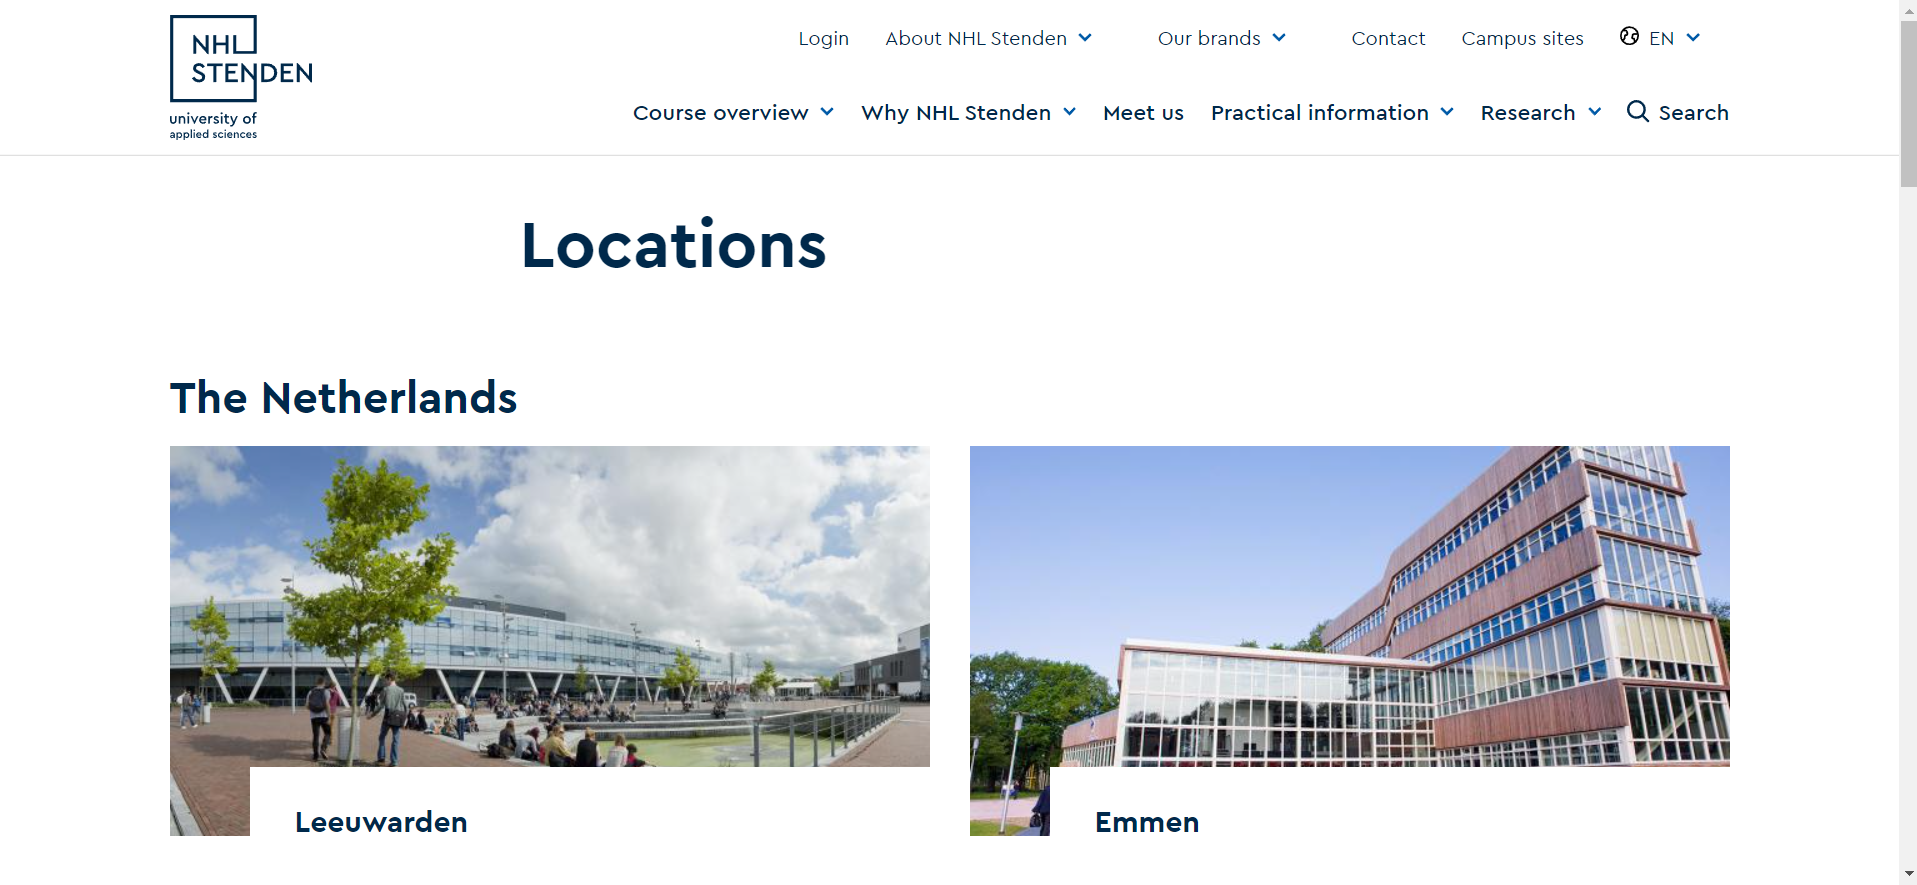 NHL
STENDEN
university of
applied sciences
Login About NHL Stenden Our brands Contact Campus sites EN
Course overview Why NHL Stenden Meet us Practical information Research Search
Locations
The Netherlands
Leeuwarden
Emmen